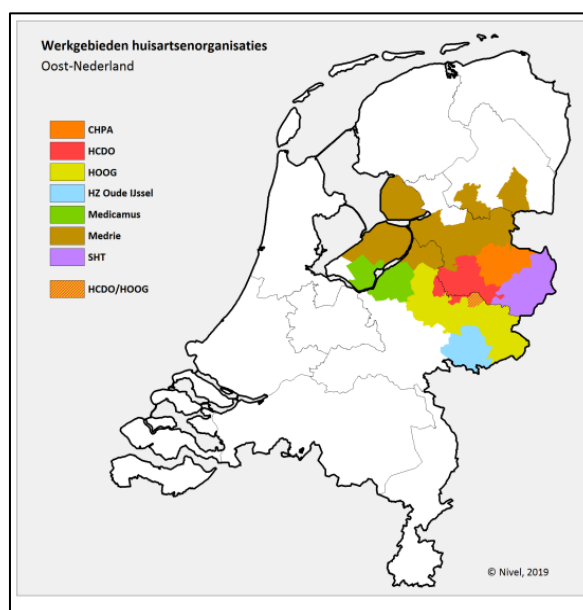 Werkgebieden huisartsenorganisaties
Oost-Nederland
CHPA
HCDO
HOOG
HZ Oude IJssel
Medicamus
Medrie
SHT
HCDO/HOOG
© Nivel, 2019